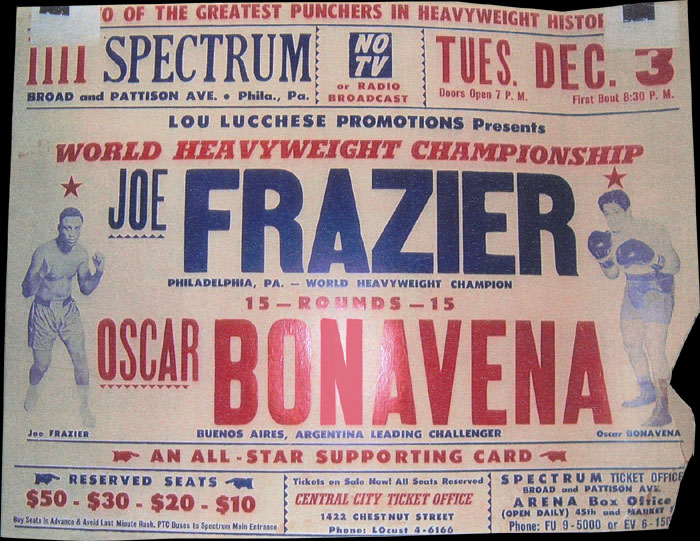 O OF THE GREATEST PUNCHERS IN HEAVYWEIGHT HISTOR
SPECTRUM
BROAD and PATTISON AVE. • Phila., Pa.
NO
TV
or RADIO
BROADCAST
TUES. DEC. 3
Doors Open 7 P. M.
First Bout 8:30 P. M.
LOU LUCCHESE PROMOTIONS Presents
WORLD HEAVYWEIGHT CHAMPIONSHIP
JOE FRAZIER
PHILADELPHIA, PA. — WORLD HEAVYWEIGHT CHAMPION
15 — ROUNDS — 15
OSCAR BONAVENA
Joe FRAZIER
BUENOS AIRES, ARGENTINA LEADING CHALLENGER
Oscar BONAVENA
AN ALL-STAR SUPPORTING CARD
RESERVED SEATS
$50 - $30 - $20 - $10
Buy Seats in Advance & Avoid Last Minute Rush. PTC Buses to Spectrum Main Entrance
Tickets on Sale Now! All Seats Reserved
CENTRAL CITY TICKET OFFICE
1422 CHESTNUT STREET
Phone: LOcust 4-6166
SPECTRUM TICKET OFFICE
BROAD and PATTISON AVE.
ARENA Box Office
(OPEN DAILY) 45th and MARKET
Phone: FU 9-5000 or EV 6-150